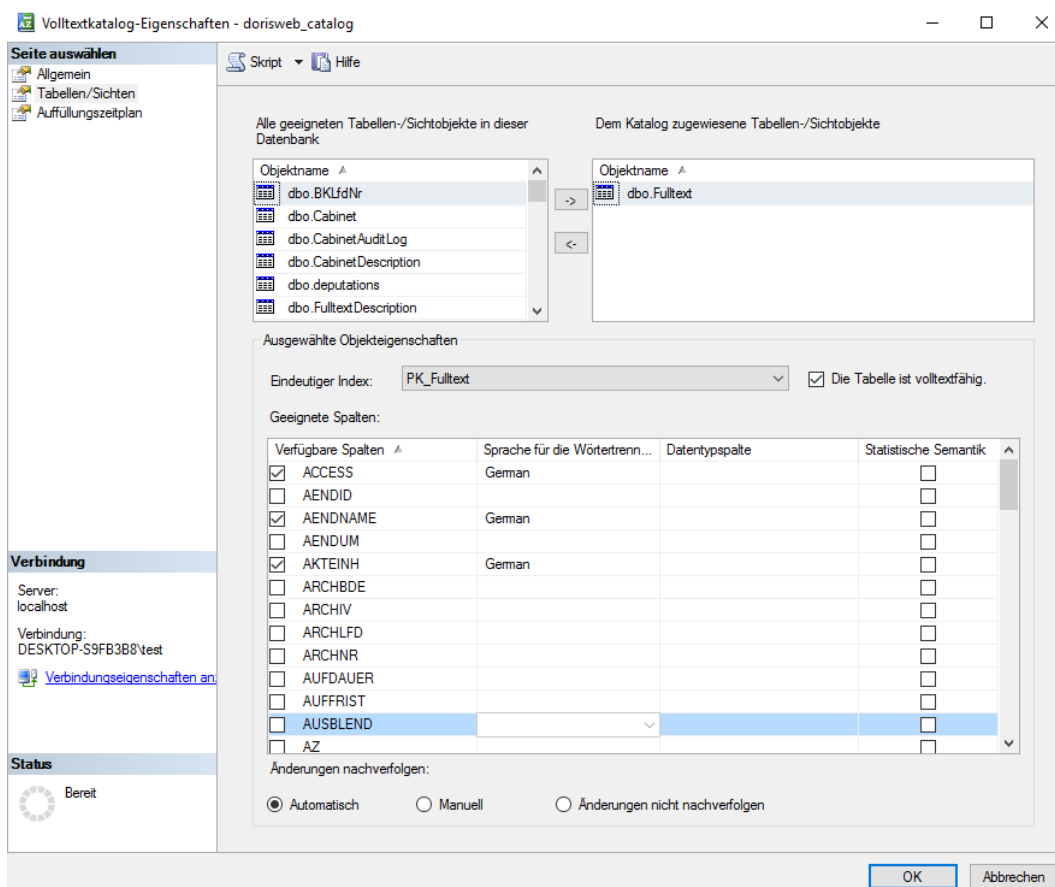 Volltextkatalog-Eigenschaften - dorisweb_catalog
Seite auswählen
Allgemein
Tabellen/Sichten
Auffüllungszeitplan
Skript
Hilfe
Alle geeigneten Tabellen-/Sichtobjekte in dieser
Datenbank
Dem Katalog zugewiesene Tabellen-/Sichtobjekte
Objektname
dbo.BKLfdNr
dbo.Cabinet
dbo.CabinetAuditLog
dbo.CabinetDescription
dbo.deputations
dbo.FulltextDescription
->
<-
Objektname
dbo.Fulltext
Ausgewählte Objekteigenschaften
Eindeutiger Index: PK_Fulltext Die Tabelle ist volltextfähig.
Geeignete Spalten:
Verfügbare Spalten Sprache für die Wörtertrenn... Datentypspalte Statistische Semantik
ACCESS German
AENDID
AENDNAME German
AENDUM
AKTEINH German
ARCHBDE
ARCHIV
ARCHLFD
ARCHNR
AUFDAUER
AUFFRIST
AUSBLEND
AZ
Änderungen nachverfolgen:
Automatisch Manuell Änderungen nicht nachverfolgen
Verbindung
Server:
localhost
Verbindung:
DESKTOP-S9FB3B8\test
Verbindungseigenschaften an
Status
Bereit
OK Abbrechen